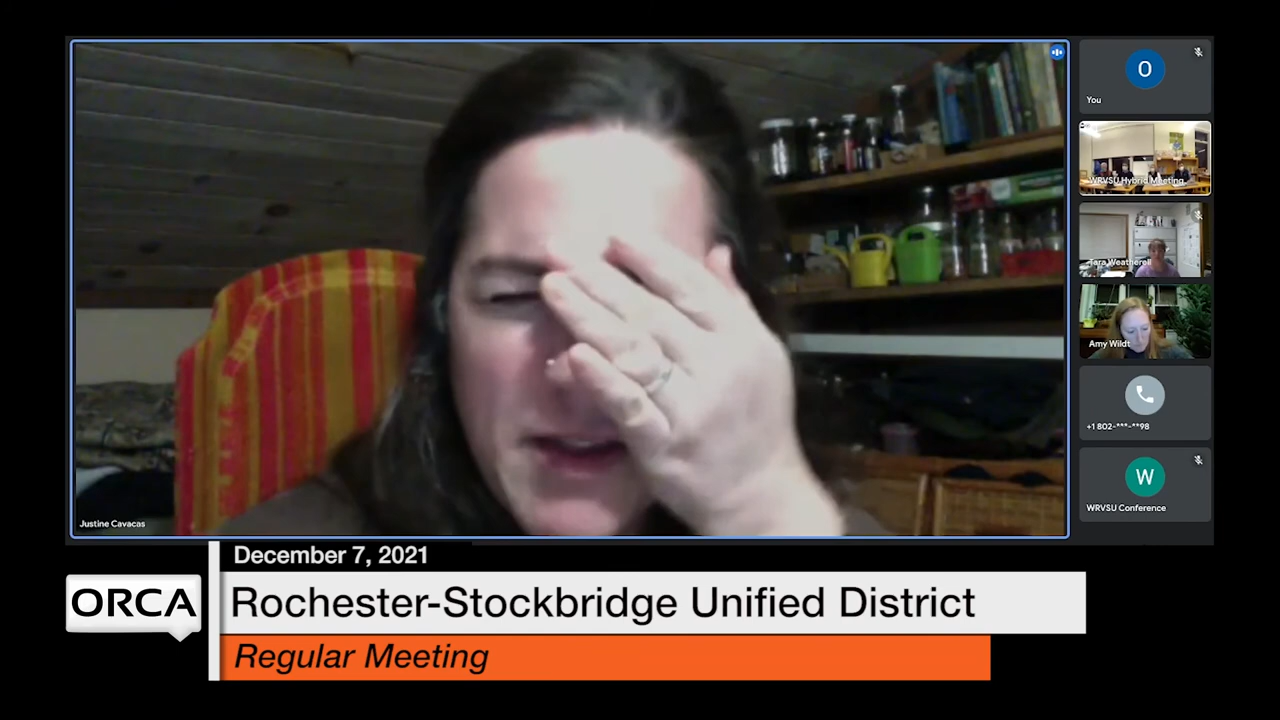 O
You
WRVSU Hybrid Meeting
Tara Weatherell
Amy Wildt
+1 802-***-**98
W
WRVSU Conference
Justine Cavacas
December 7, 2021
ORCA
Rochester-Stockbridge Unified District
Regular Meeting